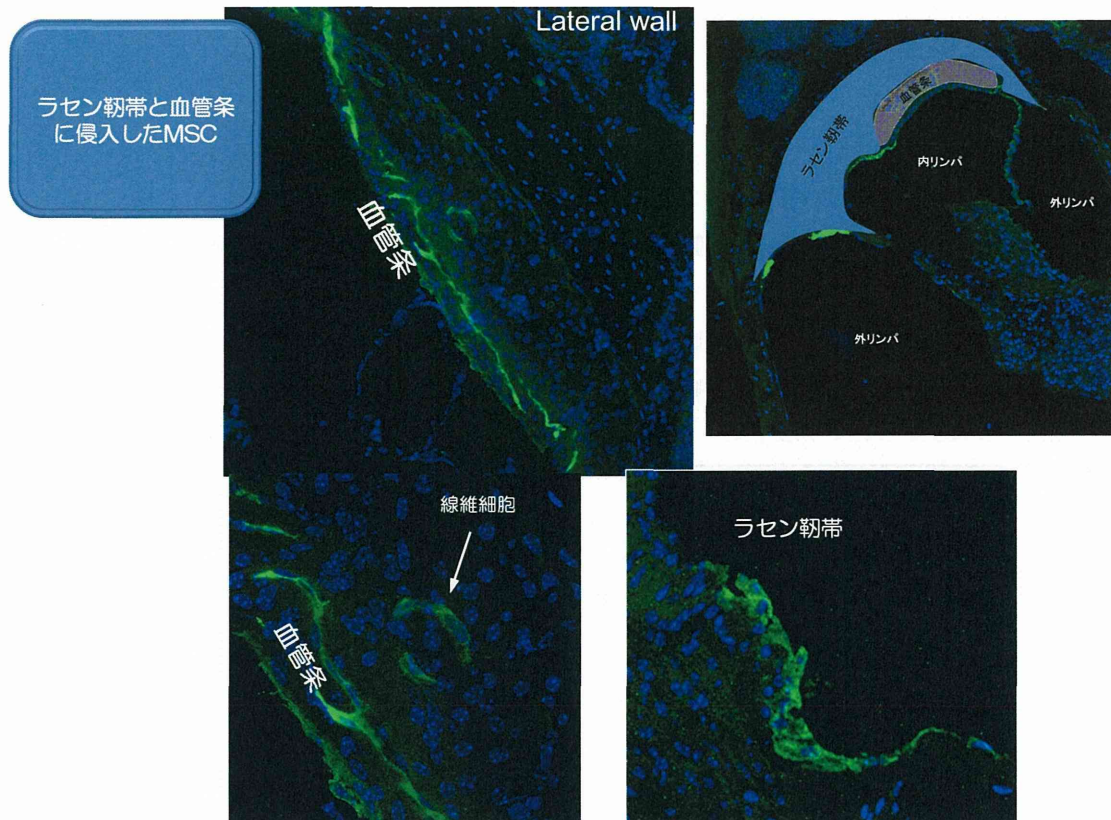 ラセン靭帯と血管条
に侵入したMSC
Lateral wall
血管条
血管条
ラセン靭帯
内リンパ
外リンパ
外リンパ
線維細胞
血管条
ラセン靭帯